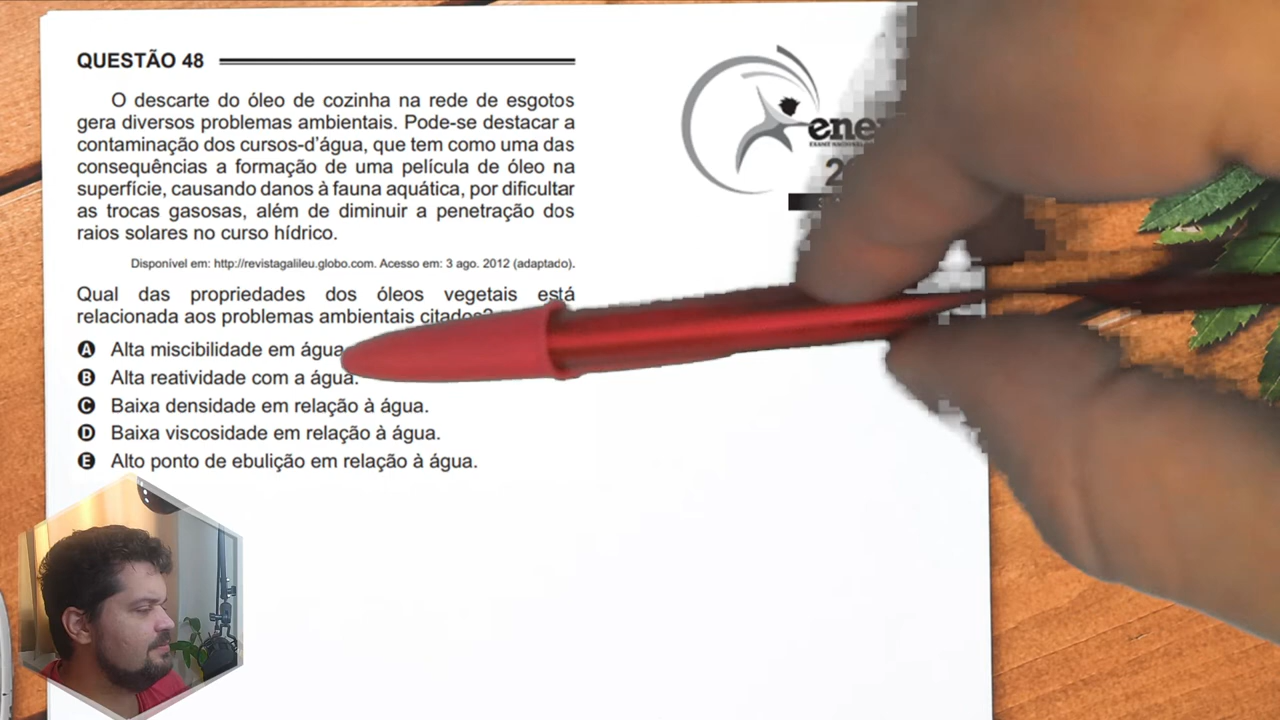 QUESTÃO 48
O descarte do óleo de cozinha na rede de esgotos
gera diversos problemas ambientais. Pode-se destacar a
contaminação dos cursos-d'água, que tem como uma das
consequências a formação de uma película de óleo na
superfície, causando danos à fauna aquática, por dificultar
as trocas gasosas, além de diminuir a penetração dos
raios solares no curso hídrico.
Disponível em: http://revistagalileu.globo.com. Acesso em: 3 ago. 2012 (adaptado).
Qual das propriedades dos óleos vegetais está
relacionada aos problemas ambientais citados?
A Alta miscibilidade em água
B Alta reatividade com a água.
C Baixa densidade em relação à água.
D Baixa viscosidade em relação à água.
E Alto ponto de ebulição em relação à água.